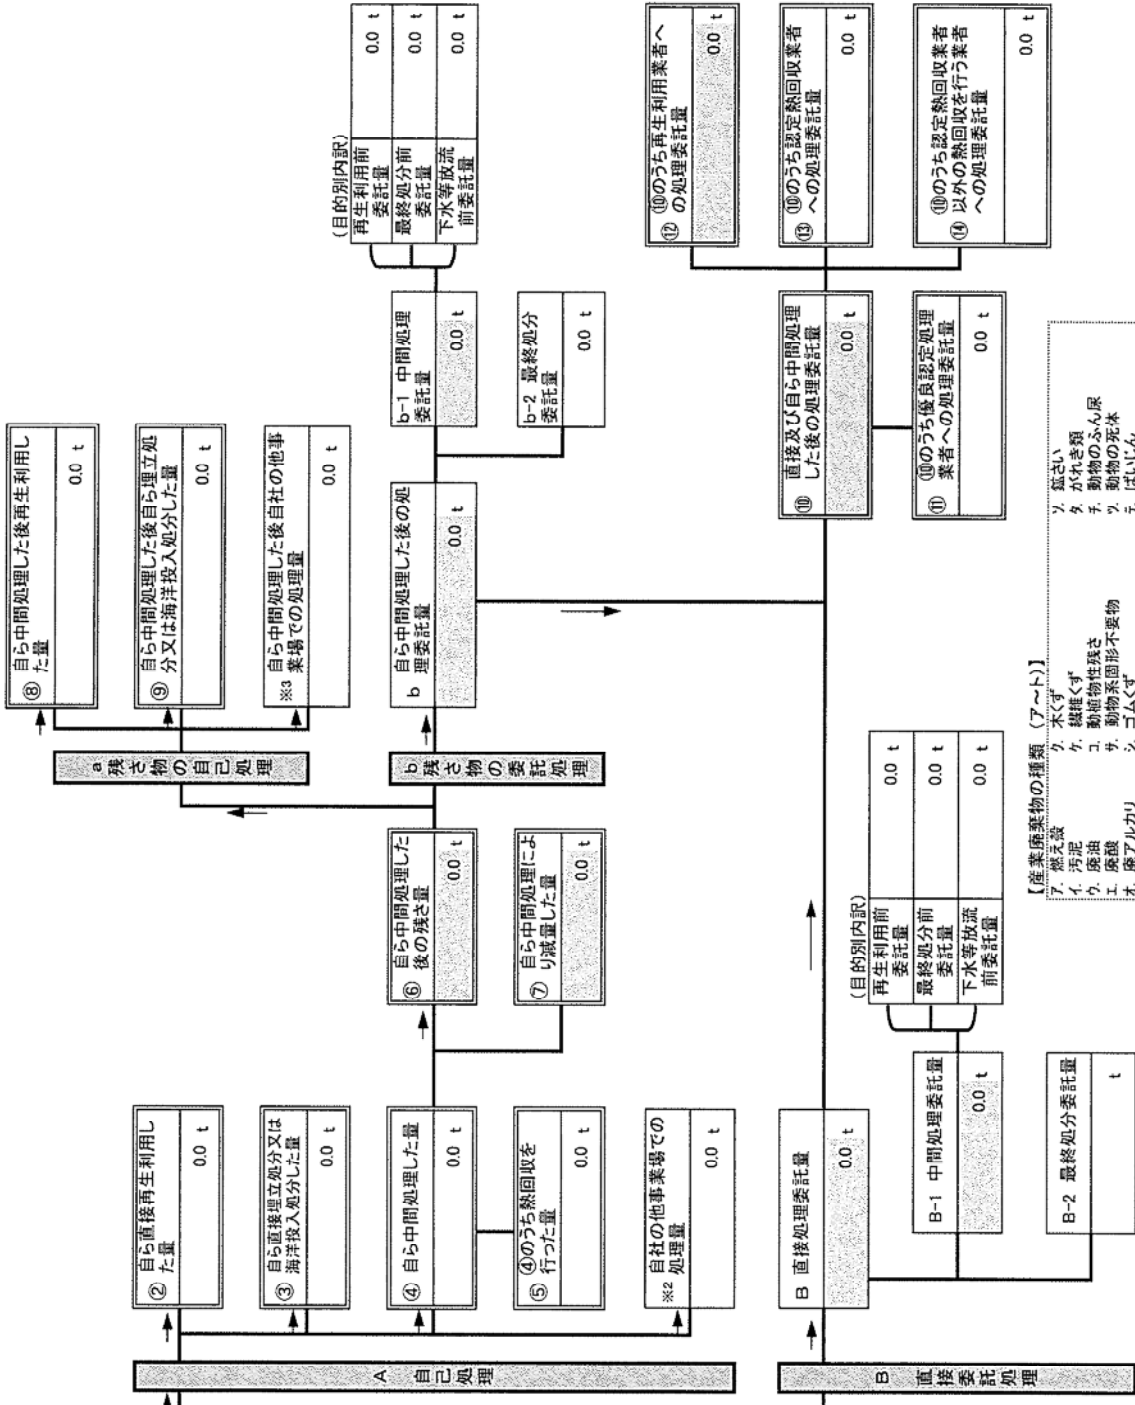 A 自己処理
② 自ら直接再生利用し
た量
0.0 t
③ 自ら直接埋立処分又は
海洋投入処分した量
0.0 t
④ 自ら中間処理した量
0.0 t
⑤ ④のうち熱回収を
行った量
0.0 t
※2 自社の他事業場での
処理量
0.0 t
⑥ 自ら中間処理した
後の残さ量
0.0 t
⑦ 自ら中間処理によ
り減量した量
0.0 t
a 残さ物の自己処理
⑧ 自ら中間処理した後再生利用し
た量
0.0 t
⑨ 自ら中間処理した後自ら埋立処
分又は海洋投入処分した量
0.0 t
※3 自ら中間処理した後自社の他事
業場での処理量
0.0 t
b 残さ物の委託処理
b 自ら中間処理した後の処
理委託量
0.0 t
b-1 中間処理
委託量
0.0 t
b-2 最終処分
委託量
0.0 t
(目的別内訳)
再生利用前
委託量
0.0 t
最終処分前
委託量
0.0 t
下水等放流
前委託量
0.0 t
B 直接委託処理
B 直接処理委託量
0.0 t
B-1 中間処理委託量
0.0 t
B-2 最終処分委託量
t
(目的別内訳)
再生利用前
委託量
0.0 t
最終処分前
委託量
0.0 t
下水等放流
前委託量
0.0 t
⑩ 直接及び自ら中間処理
した後の処理委託量
0.0 t
⑪ ⑩のうち優良認定処理
業者への処理委託量
0.0 t
⑫ ⑩のうち再生利用業者へ
の処理委託量
0.0 t
⑬ ⑩のうち認定熱回収業者
への処理委託量
0.0 t
⑭ ⑩のうち認定熱回収業者
以外の熱回収を行う業者
への処理委託量
0.0 t
【産業廃棄物の種類 (ア～ト)】
ア. 燃え殻
イ. 汚泥
ウ. 廃油
エ. 廃酸
オ. 廃アルカリ
ク. 木くず
ケ. 繊維くず
コ. 動植物性残さ
サ. 動物系固形不要物
シ. ゴムくず
ソ. 鉱さい
タ. がれき類
チ. 動物のふん尿
ツ. 動物の死体
テ. ばいじん